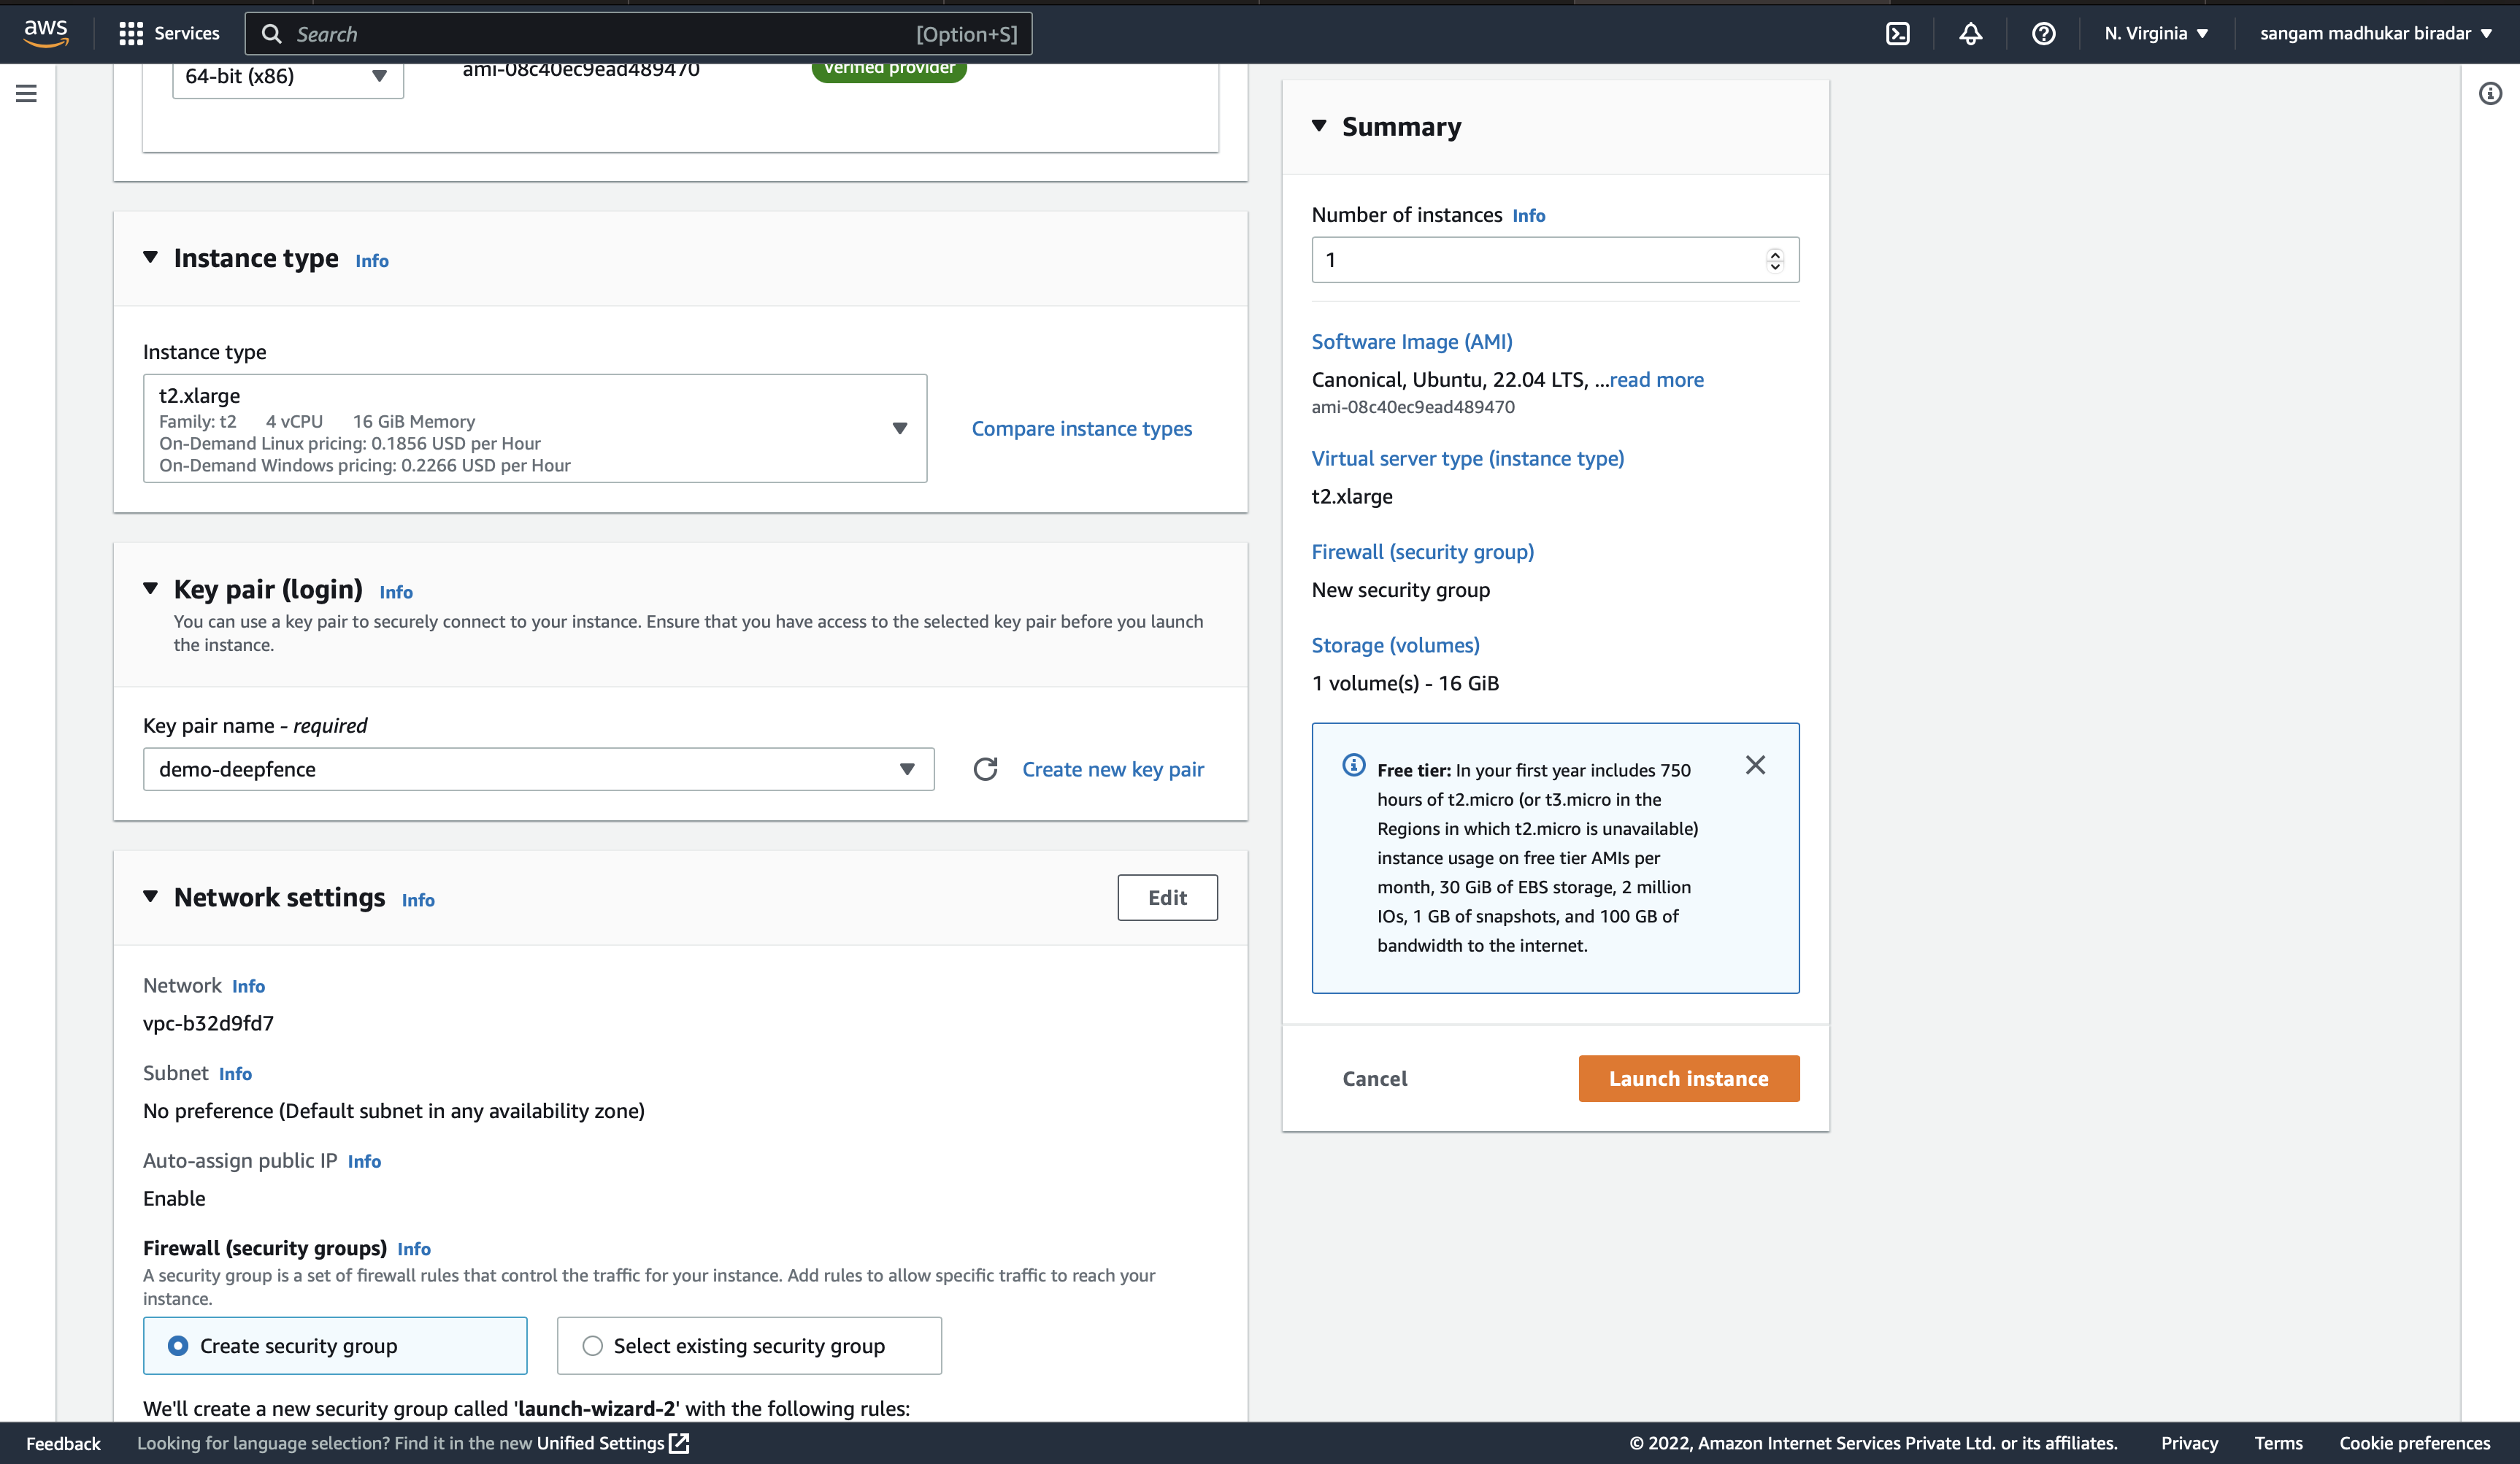 aws
Services
Search
[Option+S]
N. Virginia
sangam madhukar biradar
64-bit (x86)
ami-08c40ec9ead489470
Verified provider
Instance type Info
Instance type
t2.xlarge
Family: t2 4 vCPU 16 GiB Memory
On-Demand Linux pricing: 0.1856 USD per Hour
On-Demand Windows pricing: 0.2266 USD per Hour
Compare instance types
Key pair (login) Info
You can use a key pair to securely connect to your instance. Ensure that you have access to the selected key pair before you launch
the instance.
Key pair name - required
demo-deepfence
Create new key pair
Network settings Info
Edit
Network Info
vpc-b32d9fd7
Subnet Info
No preference (Default subnet in any availability zone)
Auto-assign public IP Info
Enable
Firewall (security groups) Info
A security group is a set of firewall rules that control the traffic for your instance. Add rules to allow specific traffic to reach your
instance.
Create security group
Select existing security group
We'll create a new security group called 'launch-wizard-2' with the following rules:
Summary
Number of instances Info
1
Software Image (AMI)
Canonical, Ubuntu, 22.04 LTS, ...read more
ami-08c40ec9ead489470
Virtual server type (instance type)
t2.xlarge
Firewall (security group)
New security group
Storage (volumes)
1 volume(s) - 16 GiB
Free tier: In your first year includes 750
hours of t2.micro (or t3.micro in the
Regions in which t2.micro is unavailable)
instance usage on free tier AMIs per
month, 30 GiB of EBS storage, 2 million
IOs, 1 GB of snapshots, and 100 GB of
bandwidth to the internet.
Cancel
Launch instance
Feedback
Looking for language selection? Find it in the new Unified Settings
© 2022, Amazon Internet Services Private Ltd. or its affiliates.
Privacy
Terms
Cookie preferences